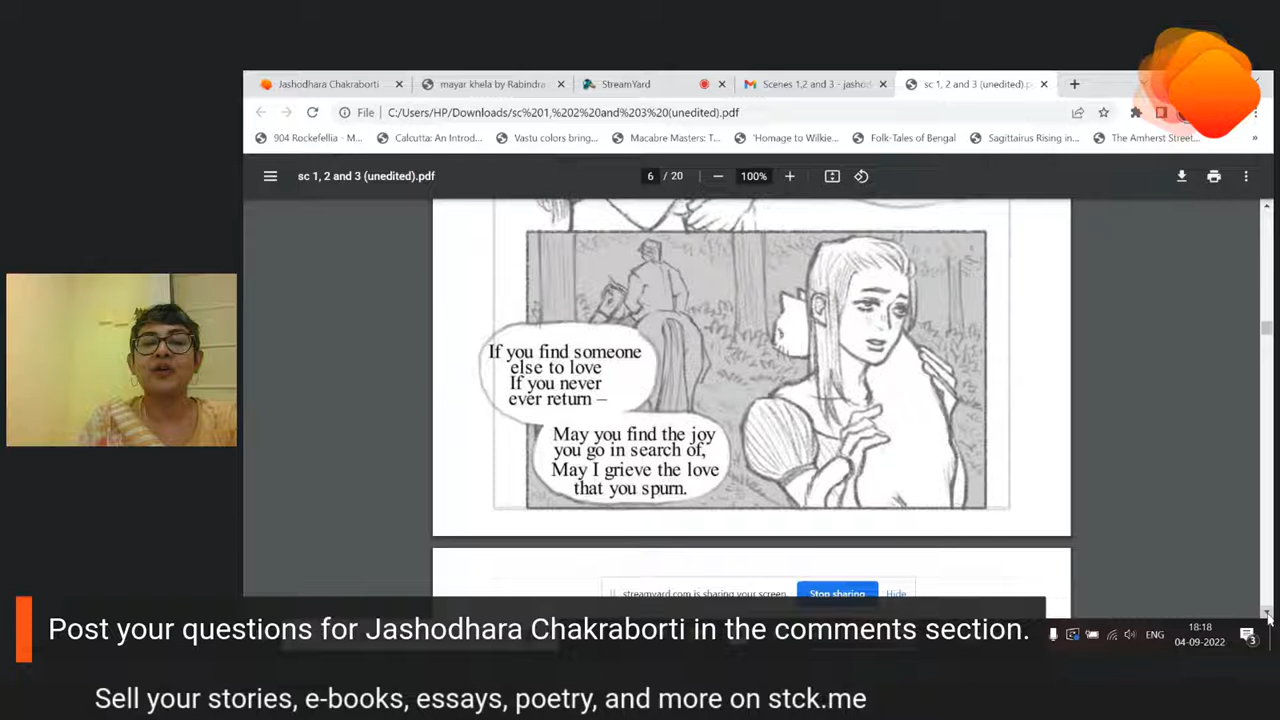 Jashodhara Chakraborti
mayar khela by Rabindra
StreamYard
Scenes 1,2 and 3 - jashod
sc 1, 2 and 3 (unedited).p
File
C:/Users/HP/Downloads/sc%201,%202%20and%203%20(unedited).pdf
904 Rockefellia - M...
Calcutta: An Introd...
Vastu colors bring...
Macabre Masters: T...
'Homage to Wilkie...
Folk-Tales of Bengal
Sagittairus Rising in...
The Amherst Street...
»
sc 1, 2 and 3 (unedited).pdf
6 / 20
100%
If you find someone
else to love
If you never
ever return –
May you find the joy
you go in search of,
May I grieve the love
that you spurn.
streamyard.com is sharing your screen.
Stop sharing
Hide
Post your questions for Jashodhara Chakraborti in the comments section.
ENG
18:18
04-09-2022
3
Sell your stories, e-books, essays, poetry, and more on stck.me